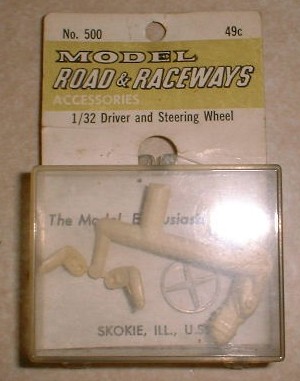 No. 500 49c
MODEL
ROAD & RACEWAYS
ACCESSORIES
1/32 Driver and Steering Wheel
The Model
SKOKIE, ILL., U.S.